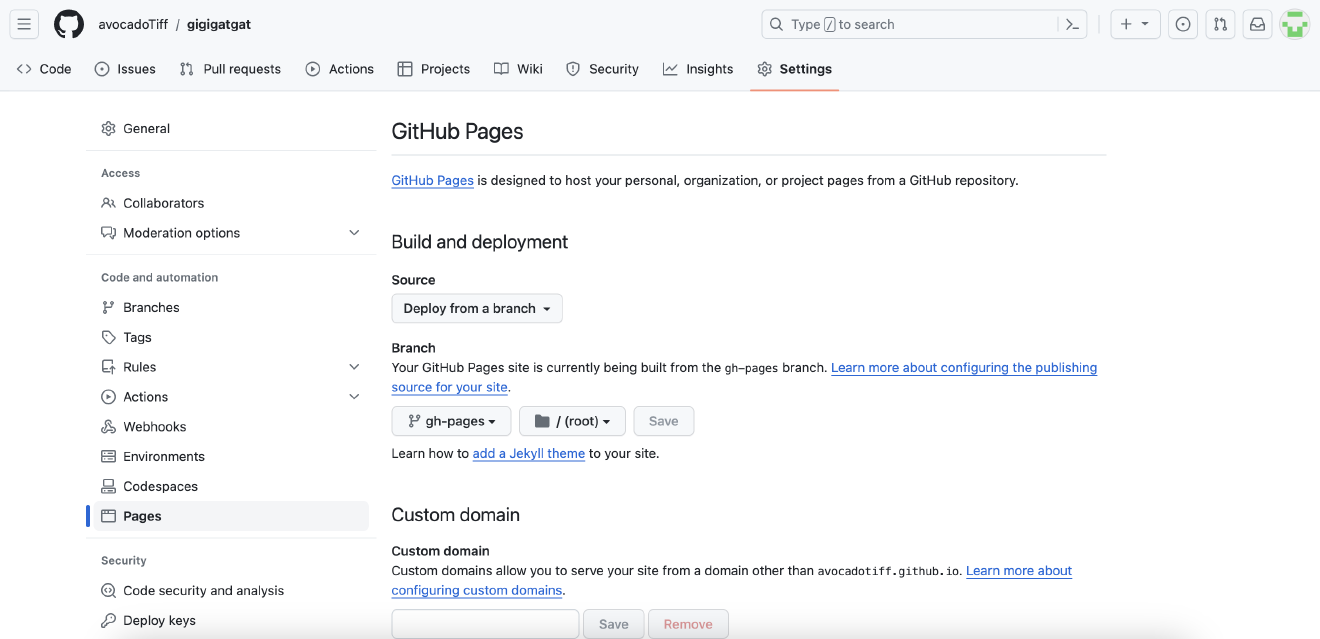 avocadoTiff / gigigatgat
Type / to search
Code
Issues
Pull requests
Actions
Projects
Wiki
Security
Insights
Settings
General
Access
Collaborators
Moderation options
Code and automation
Branches
Tags
Rules
Actions
Webhooks
Environments
Codespaces
Pages
Security
Code security and analysis
Deploy keys
GitHub Pages
GitHub Pages is designed to host your personal, organization, or project pages from a GitHub repository.
Build and deployment
Source
Deploy from a branch
Branch
Your GitHub Pages site is currently being built from the gh-pages branch. Learn more about configuring the publishing
source for your site.
gh-pages / (root) Save
Learn how to add a Jekyll theme to your site.
Custom domain
Custom domain
Custom domains allow you to serve your site from a domain other than avocadotiff.github.io. Learn more about
configuring custom domains.
Save Remove